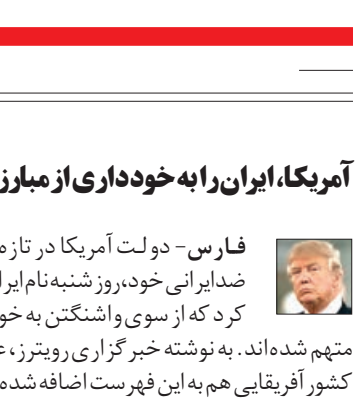 آمریکا، ایران را به خودداری از مبارز
فارس- دولت آمریکا در تازه
ضدایرانی خود، روز شنبه نام ایرا
کرد که از سوی واشنگتن به خو
متهم شده‌اند. به نوشته خبرگزاری رویترز، ع
کشور آفریقایی هم به این فهرست اضافه شده